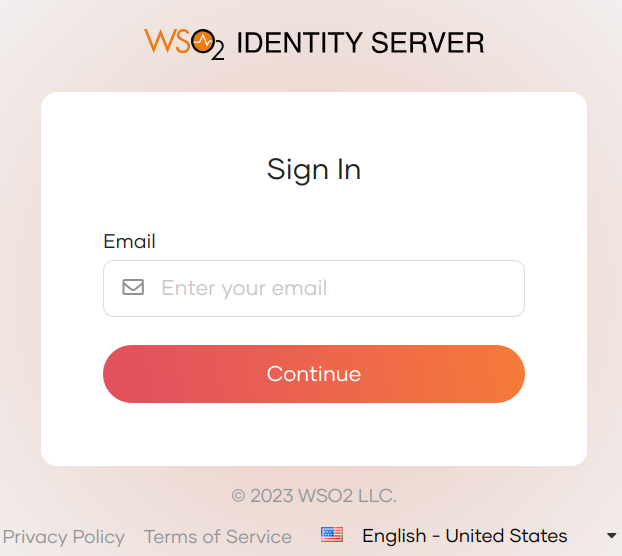 WSO2 IDENTITY SERVER
Sign In
Email
Enter your email
Continue
© 2023 WSO2 LLC.
Privacy Policy Terms of Service English - United States